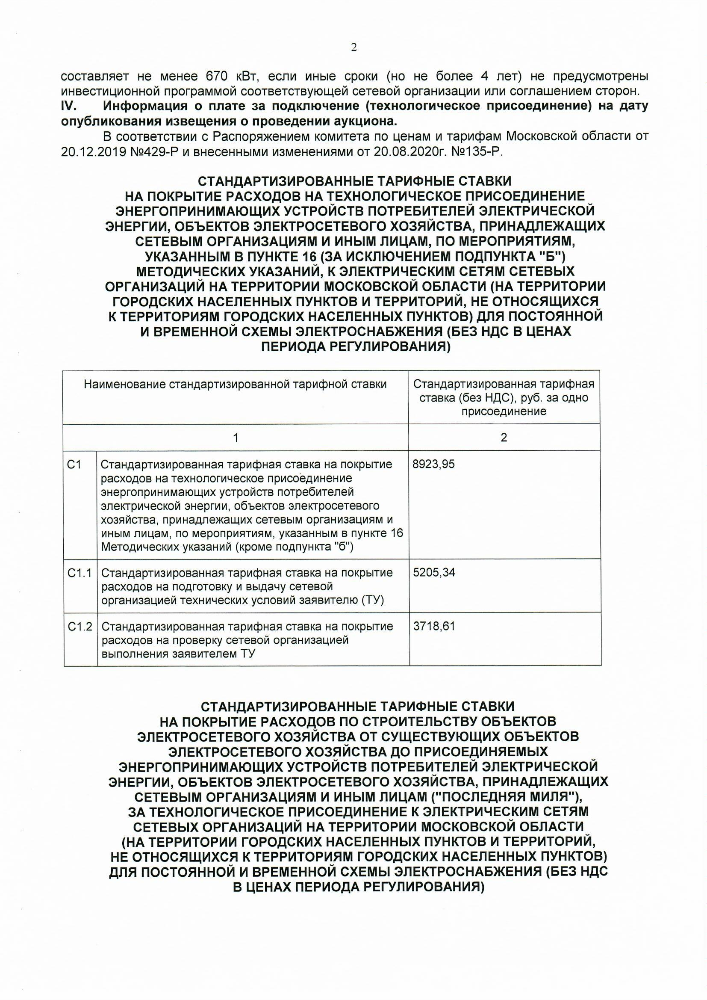 2
составляет не менее 670 кВт, если иные сроки (но не более 4 лет) не предусмотрены
инвестиционной программой соответствующей сетевой организации или соглашением сторон.
IV. Информация о плате за подключение (технологическое присоединение) на дату
опубликования извещения о проведении аукциона.
В соответствии с Распоряжением комитета по ценам и тарифам Московской области от
20.12.2019 №429-Р и внесенными изменениями от 20.08.2020г. №135-Р.
СТАНДАРТИЗИРОВАННЫЕ ТАРИФНЫЕ СТАВКИ
НА ПОКРЫТИЕ РАСХОДОВ НА ТЕХНОЛОГИЧЕСКОЕ ПРИСОЕДИНЕНИЕ
ЭНЕРГОПРИНИМАЮЩИХ УСТРОЙСТВ ПОТРЕБИТЕЛЕЙ ЭЛЕКТРИЧЕСКОЙ
ЭНЕРГИИ, ОБЪЕКТОВ ЭЛЕКТРОСЕТЕВОГО ХОЗЯЙСТВА, ПРИНАДЛЕЖАЩИХ
СЕТЕВЫМ ОРГАНИЗАЦИЯМ И ИНЫМ ЛИЦАМ, ПО МЕРОПРИЯТИЯМ,
УКАЗАННЫМ В ПУНКТЕ 16 (ЗА ИСКЛЮЧЕНИЕМ ПОДПУНКТА "Б")
МЕТОДИЧЕСКИХ УКАЗАНИЙ, К ЭЛЕКТРИЧЕСКИМ СЕТЯМ СЕТЕВЫХ
ОРГАНИЗАЦИЙ НА ТЕРРИТОРИИ МОСКОВСКОЙ ОБЛАСТИ (НА ТЕРРИТОРИИ
ГОРОДСКИХ НАСЕЛЕННЫХ ПУНКТОВ И ТЕРРИТОРИЙ, НЕ ОТНОСЯЩИХСЯ
К ТЕРРИТОРИЯМ ГОРОДСКИХ НАСЕЛЕННЫХ ПУНКТОВ) ДЛЯ ПОСТОЯННОЙ
И ВРЕМЕННОЙ СХЕМЫ ЭЛЕКТРОСНАБЖЕНИЯ (БЕЗ НДС В ЦЕНАХ
ПЕРИОДА РЕГУЛИРОВАНИЯ)
Наименование стандартизированной тарифной ставки
Стандартизированная тарифная
ставка (без НДС), руб. за одно
присоединение
1
2
С1
Стандартизированная тарифная ставка на покрытие
расходов на технологическое присоединение
энергопринимающих устройств потребителей
электрической энергии, объектов электросетевого
хозяйства, принадлежащих сетевым организациям и
иным лицам, по мероприятиям, указанным в пункте 16
Методических указаний (кроме подпункта "б")
8923,95
С1.1
Стандартизированная тарифная ставка на покрытие
расходов на подготовку и выдачу сетевой
организацией технических условий заявителю (ТУ)
5205,34
С1.2
Стандартизированная тарифная ставка на покрытие
расходов на проверку сетевой организацией
выполнения заявителем ТУ
3718,61
СТАНДАРТИЗИРОВАННЫЕ ТАРИФНЫЕ СТАВКИ
НА ПОКРЫТИЕ РАСХОДОВ ПО СТРОИТЕЛЬСТВУ ОБЪЕКТОВ
ЭЛЕКТРОСЕТЕВОГО ХОЗЯЙСТВА ОТ СУЩЕСТВУЮЩИХ ОБЪЕКТОВ
ЭЛЕКТРОСЕТЕВОГО ХОЗЯЙСТВА ДО ПРИСОЕДИНЯЕМЫХ
ЭНЕРГОПРИНИМАЮЩИХ УСТРОЙСТВ ПОТРЕБИТЕЛЕЙ ЭЛЕКТРИЧЕСКОЙ
ЭНЕРГИИ, ОБЪЕКТОВ ЭЛЕКТРОСЕТЕВОГО ХОЗЯЙСТВА, ПРИНАДЛЕЖАЩИХ
СЕТЕВЫМ ОРГАНИЗАЦИЯМ И ИНЫМ ЛИЦАМ ("ПОСЛЕДНЯЯ МИЛЯ"),
ЗА ТЕХНОЛОГИЧЕСКОЕ ПРИСОЕДИНЕНИЕ К ЭЛЕКТРИЧЕСКИМ СЕТЯМ
СЕТЕВЫХ ОРГАНИЗАЦИЙ НА ТЕРРИТОРИИ МОСКОВСКОЙ ОБЛАСТИ
(НА ТЕРРИТОРИИ ГОРОДСКИХ НАСЕЛЕННЫХ ПУНКТОВ И ТЕРРИТОРИЙ,
НЕ ОТНОСЯЩИХСЯ К ТЕРРИТОРИЯМ ГОРОДСКИХ НАСЕЛЕННЫХ ПУНКТОВ)
ДЛЯ ПОСТОЯННОЙ И ВРЕМЕННОЙ СХЕМЫ ЭЛЕКТРОСНАБЖЕНИЯ (БЕЗ НДС
В ЦЕНАХ ПЕРИОДА РЕГУЛИРОВАНИЯ)